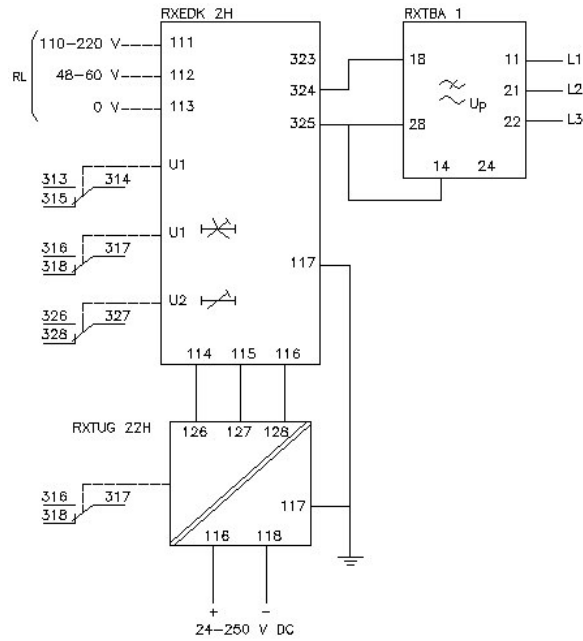 RXEDK 2H
RXTBA 1
110-220 V
111
48-60 V
112
RL
0 V
113
323
324
325
18
11
L1
21
L2
28
22
L3
Up
14
24
313
314
315
U1
316
317
318
U1
326
327
328
U2
117
114
115
116
RXTUG 22H
126
127
128
316
317
318
117
116
118
+
-
24-250 V DC